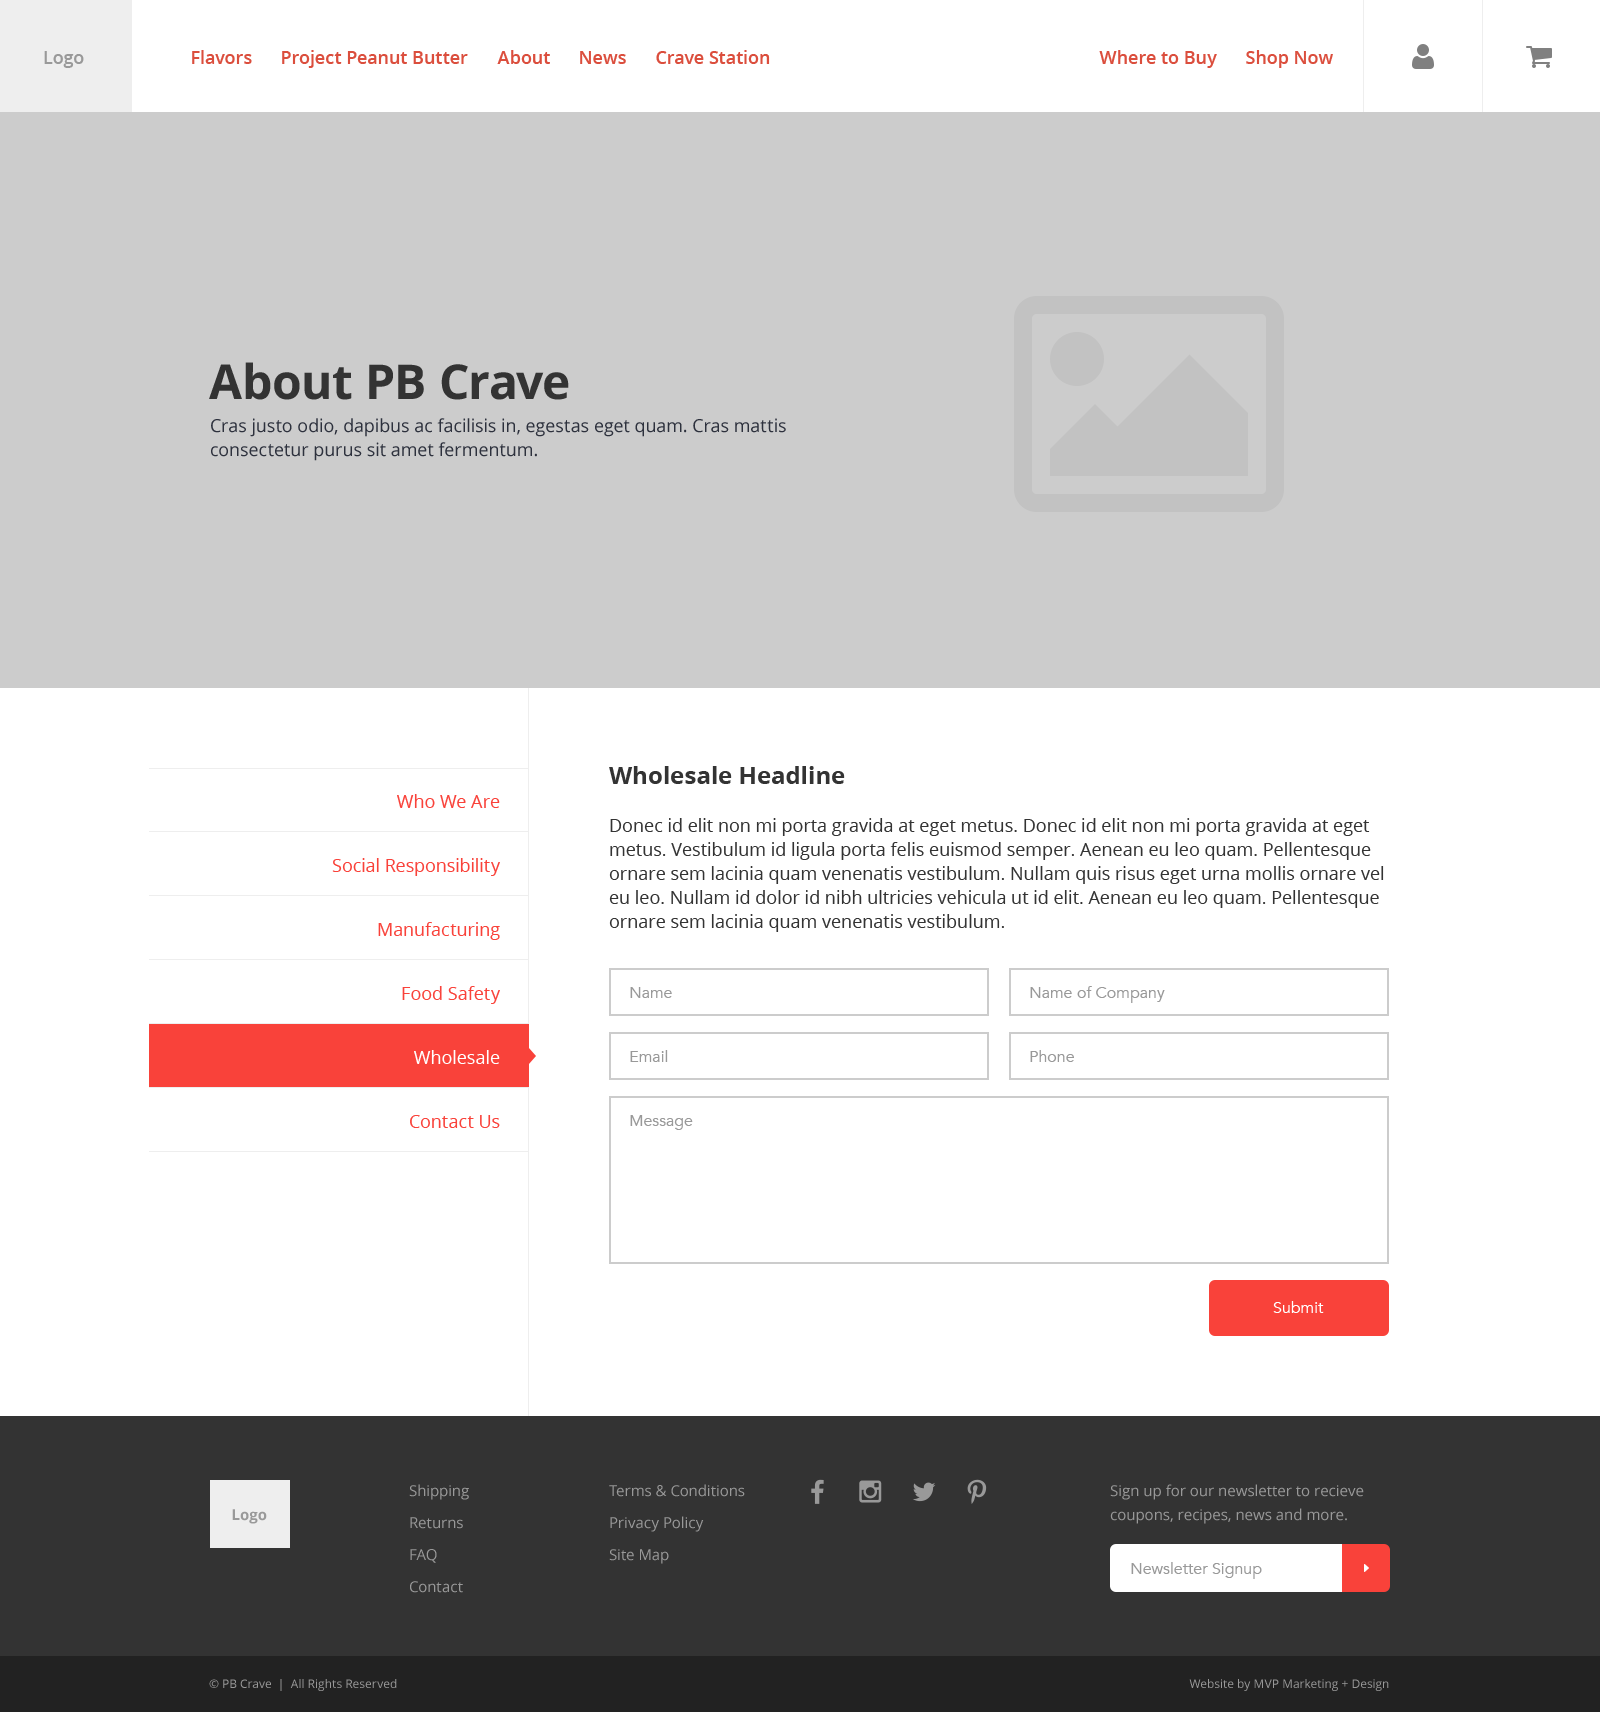 Logo
Flavors
Project Peanut Butter
About
News
Crave Station
Where to Buy
Shop Now
About PB Crave
Cras justo odio, dapibus ac facilisis in, egestas eget quam. Cras mattis
consectetur purus sit amet fermentum.
Who We Are
Social Responsibility
Manufacturing
Food Safety
Wholesale
Contact Us
Wholesale Headline
Donec id elit non mi porta gravida at eget metus. Donec id elit non mi porta gravida at eget
metus. Vestibulum id ligula porta felis euismod semper. Aenean eu leo quam. Pellentesque
ornare sem lacinia quam venenatis vestibulum. Nullam quis risus eget urna mollis ornare vel
eu leo. Nullam id dolor id nibh ultricies vehicula ut id elit. Aenean eu leo quam. Pellentesque
ornare sem lacinia quam venenatis vestibulum.
Name
Name of Company
Email
Phone
Message
Submit
Logo
Shipping
Returns
FAQ
Contact
Terms & Conditions
Privacy Policy
Site Map
Sign up for our newsletter to recieve
coupons, recipes, news and more.
Newsletter Signup
© PB Crave | All Rights Reserved
Website by MVP Marketing + Design